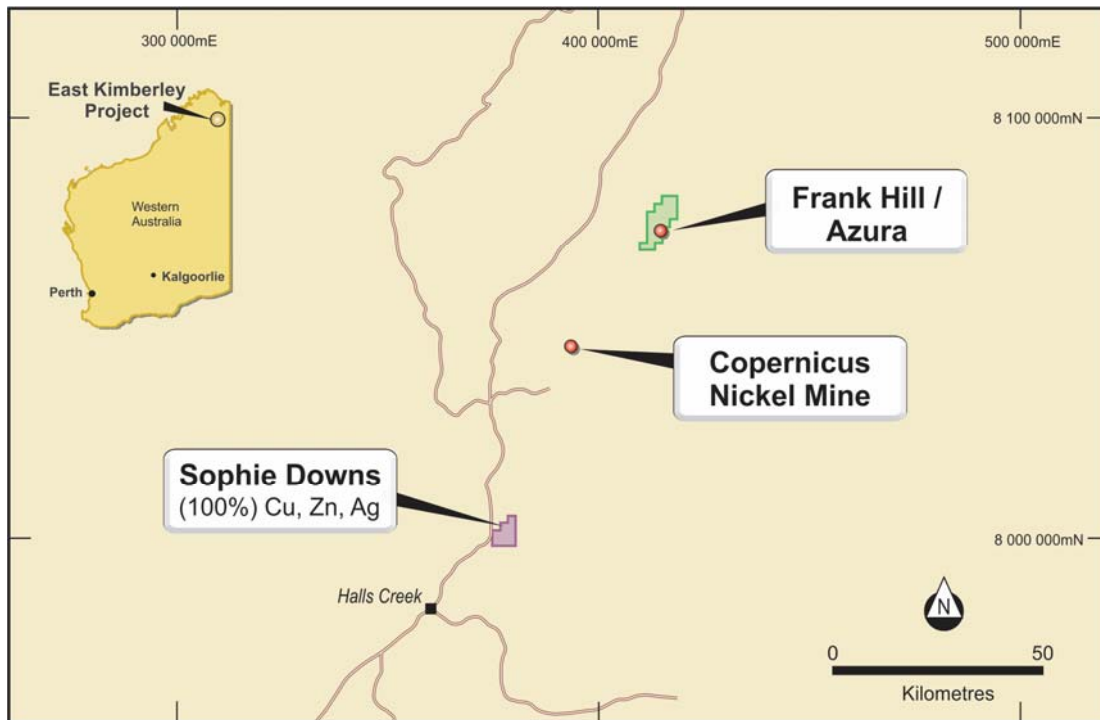 300 000mE
400 000mE
500 000mE
East Kimberley
Project
8 100 000mN
Western
Australia
Kalgoorlie
Perth
Frank Hill /
Azura
Copernicus
Nickel Mine
Sophie Downs
(100%) Cu, Zn, Ag
8 000 000mN
Halls Creek
N
0
50
Kilometres